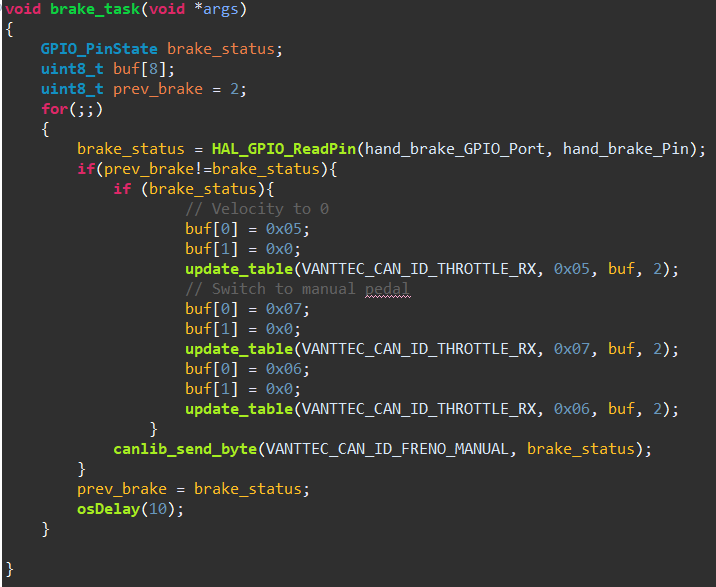 void brake_task(void *args)
{
    GPIO_PinState brake_status;
    uint8_t buf[8];
    uint8_t prev_brake = 2;
    for(;;)
    {
        brake_status = HAL_GPIO_ReadPin(hand_brake_GPIO_Port, hand_brake_Pin);
        if(prev_brake!=brake_status){
            if (brake_status){
                    // Velocity to 0
                    buf[0] = 0x05;
                    buf[1] = 0x0;
                    update_table(VANTTEC_CAN_ID_THROTTLE_RX, 0x05, buf, 2);
                    // Switch to manual pedal
                    buf[0] = 0x07;
                    buf[1] = 0x0;
                    update_table(VANTTEC_CAN_ID_THROTTLE_RX, 0x07, buf, 2);
                    buf[0] = 0x06;
                    buf[1] = 0x0;
                    update_table(VANTTEC_CAN_ID_THROTTLE_RX, 0x06, buf, 2);
                }
            canlib_send_byte(VANTTEC_CAN_ID_FRENO_MANUAL, brake_status);
        }
        prev_brake = brake_status;
        osDelay(10);
    }
}